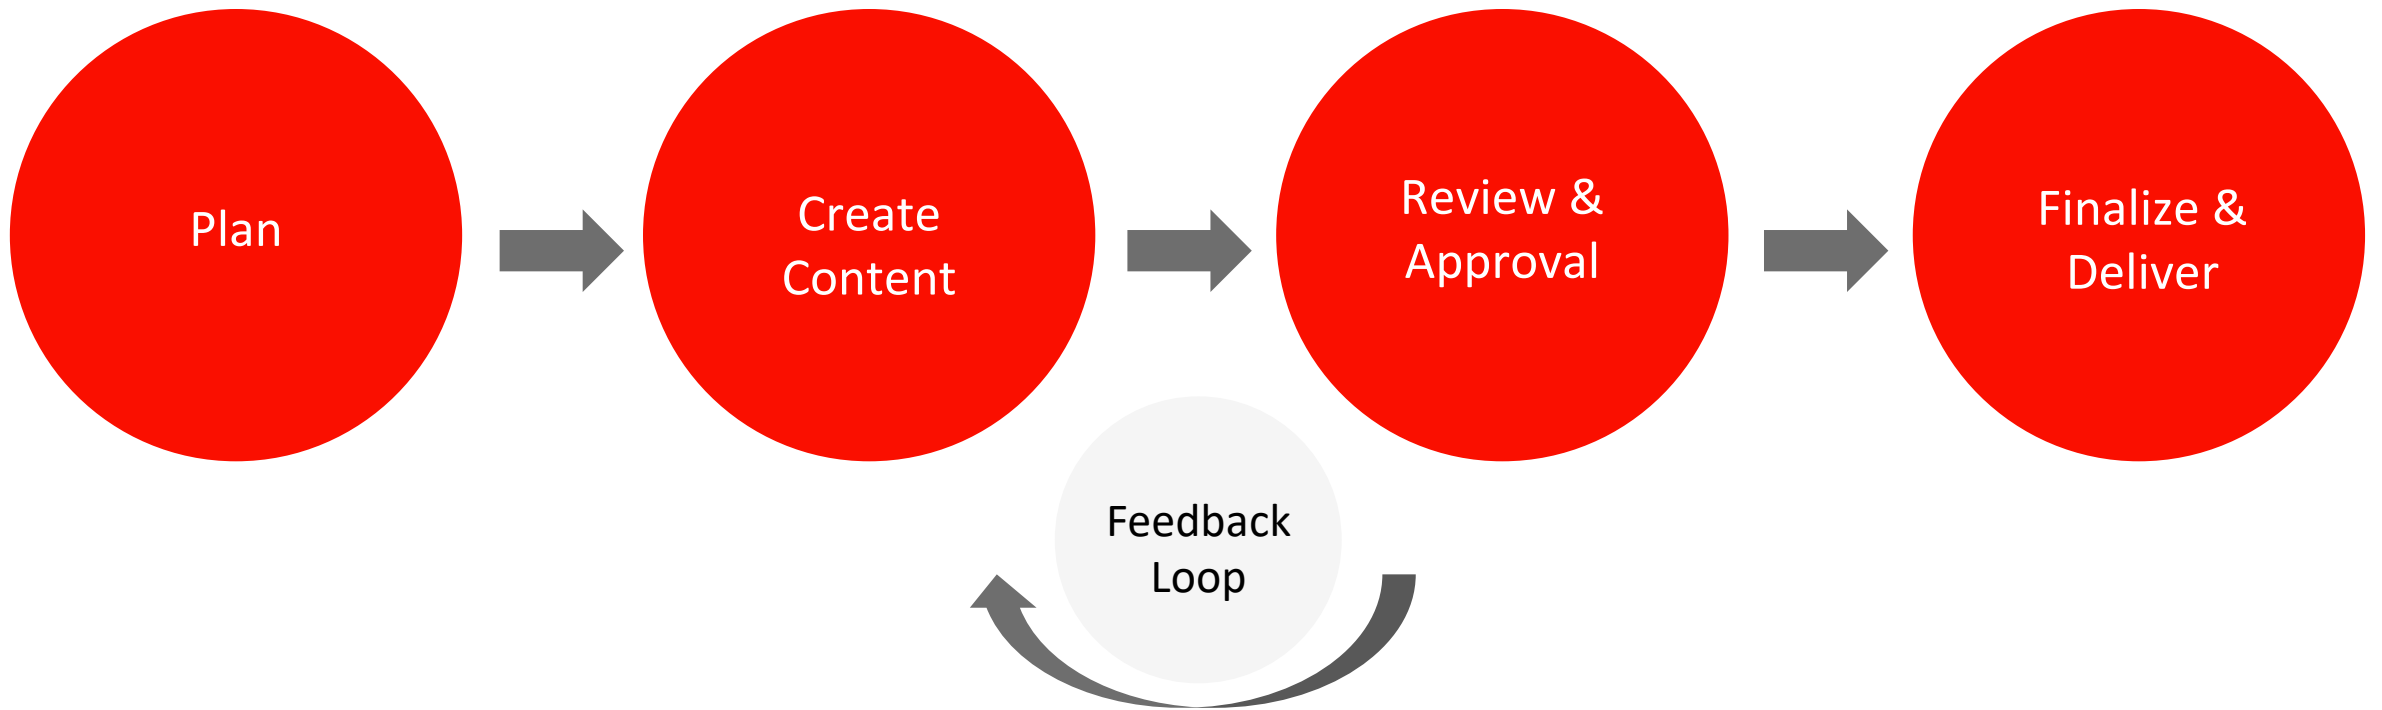 Plan
Create
Content
Review &
Approval
Finalize &
Deliver
Feedback
Loop